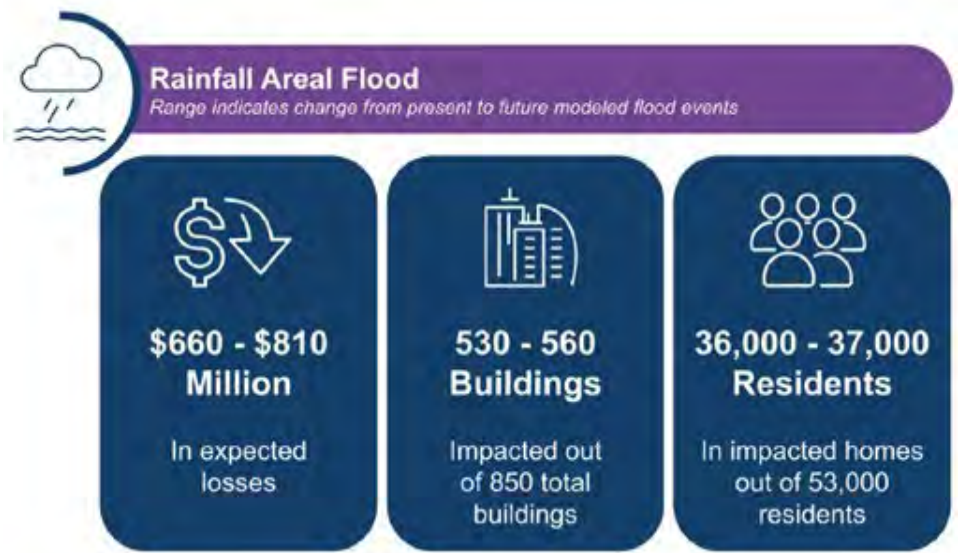 Rainfall Areal Flood
Range indicates change from present to future modeled flood events
$660 - $810
Million
In expected
losses
530 - 560
Buildings
Impacted out
of 850 total
buildings
36,000 - 37,000
Residents
In impacted homes
out of 53,000
residents